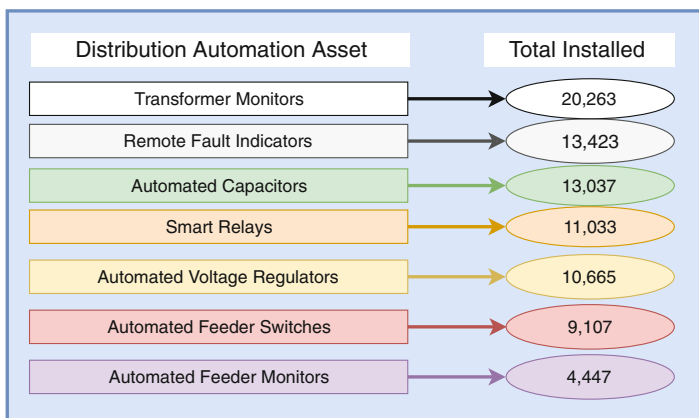 Distribution Automation Asset Total Installed
Transformer Monitors 20,263
Remote Fault Indicators 13,423
Automated Capacitors 13,037
Smart Relays 11,033
Automated Voltage Regulators 10,665
Automated Feeder Switches 9,107
Automated Feeder Monitors 4,447